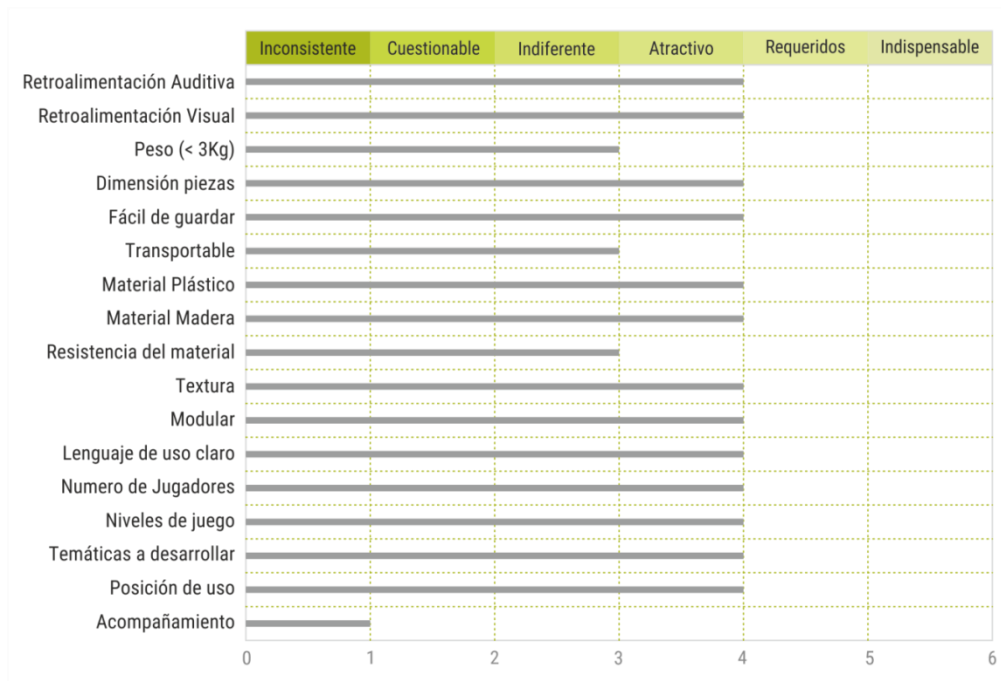 Inconsistente Cuestionable Indiferente Atractivo Requeridos Indispensable
Retroalimentación Auditiva
Retroalimentación Visual
Peso (< 3Kg)
Dimensión piezas
Fácil de guardar
Transportable
Material Plástico
Material Madera
Resistencia del material
Textura
Modular
Lenguaje de uso claro
Numero de Jugadores
Niveles de juego
Temáticas a desarrollar
Posición de uso
Acompañamiento
0 1 2 3 4 5 6